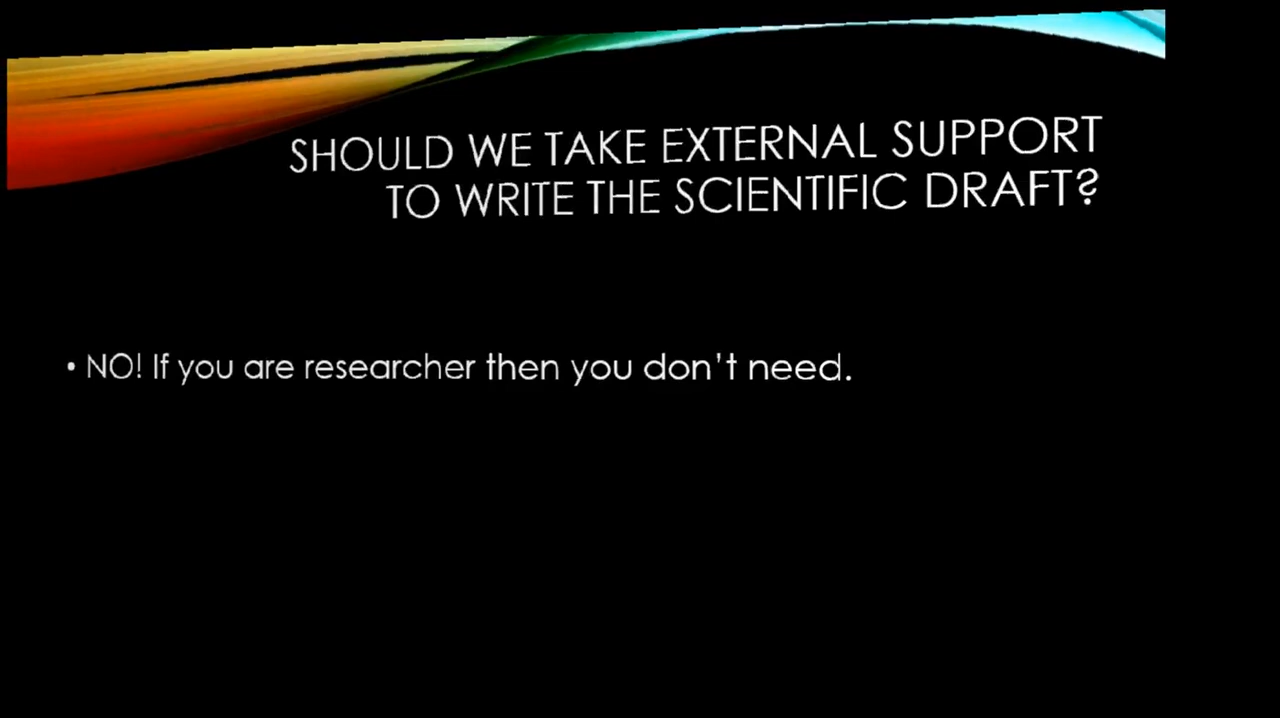 SHOULD WE TAKE EXTERNAL SUPPORT
TO WRITE THE SCIENTIFIC DRAFT?
• NO! If you are researcher then you don't need.